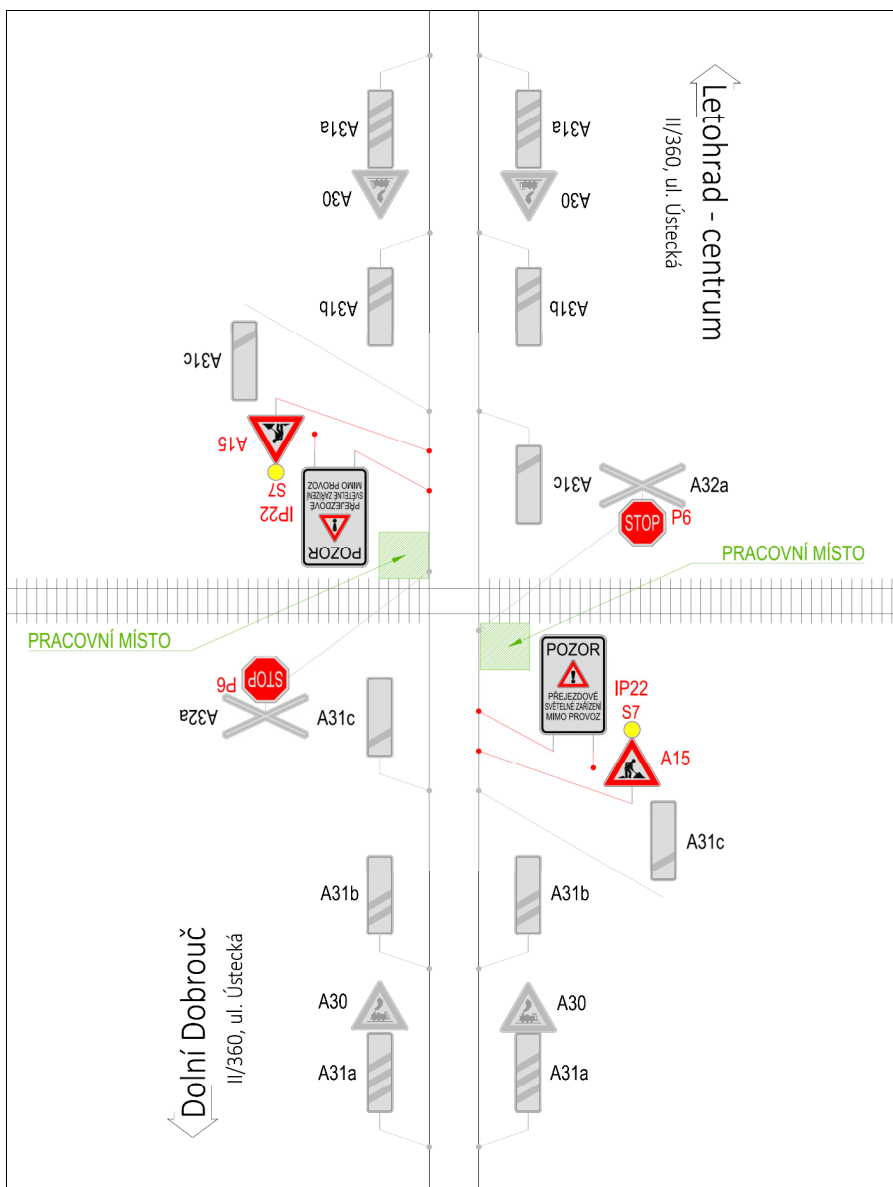 A31a
A30
A31b
A31c
A15
S7
IP22
POZOR
PŘEJEZDOVÉ
SVĚTELNÉ ZAŘÍZENÍ
MIMO PROVOZ
A31a
A30
A31b
A31c
Letohrad - centrum
II/360, ul. Ústecká
A32a
STOP
P6
PRACOVNÍ MÍSTO
PRACOVNÍ MÍSTO
STOP
P6
A32a
A31c
A31b
A30
A31a
Dolní Dobrouč
II/360, ul. Ústecká
POZOR
PŘEJEZDOVÉ
SVĚTELNÉ ZAŘÍZENÍ
MIMO PROVOZ
IP22
S7
A15
A31c
A31b
A30
A31a